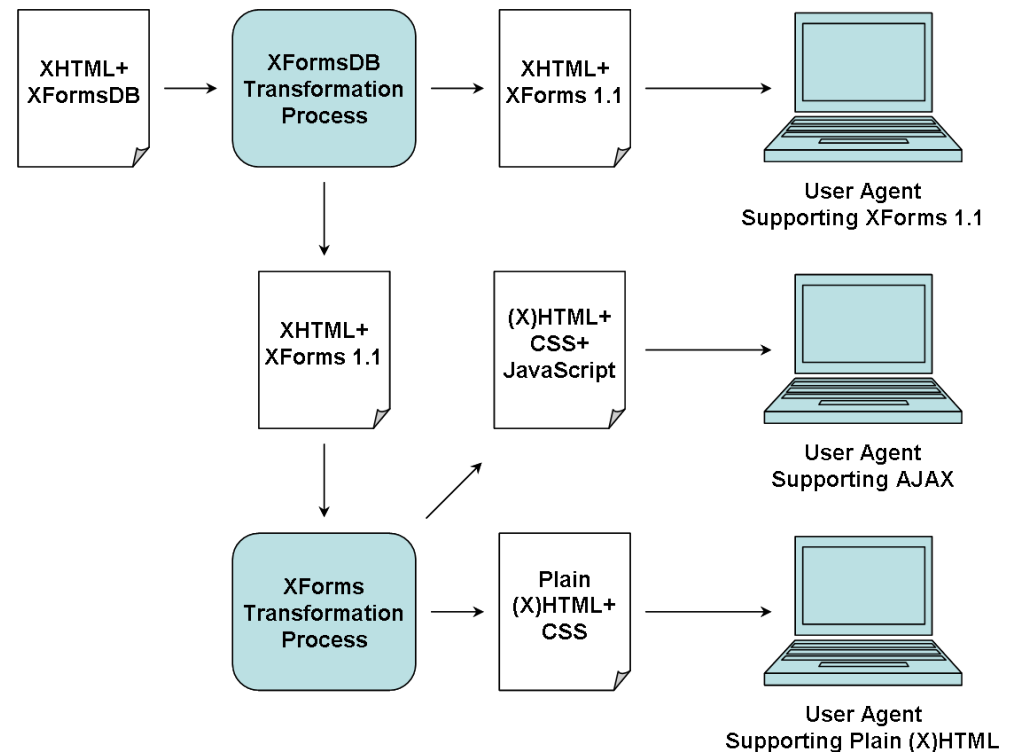 XHTML+
XFormsDB
XFormsDB
Transformation
Process
XHTML+
XForms 1.1
User Agent
Supporting XForms 1.1
XHTML+
XForms 1.1
(X)HTML+
CSS+
JavaScript
User Agent
Supporting AJAX
XForms
Transformation
Process
Plain
(X)HTML+
CSS
User Agent
Supporting Plain (X)HTML